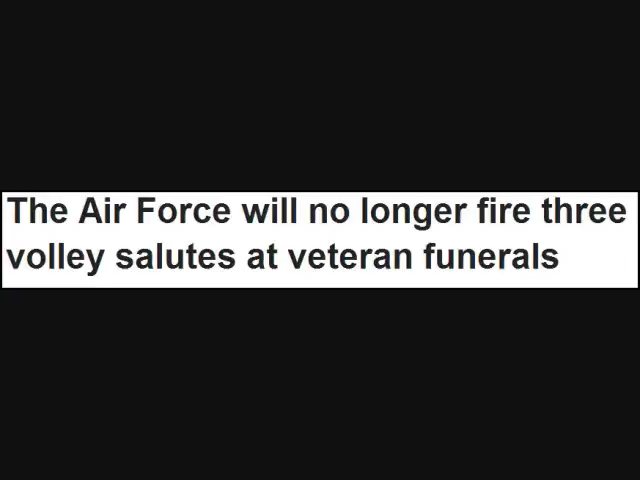 The Air Force will no longer fire three
volley salutes at veteran funerals